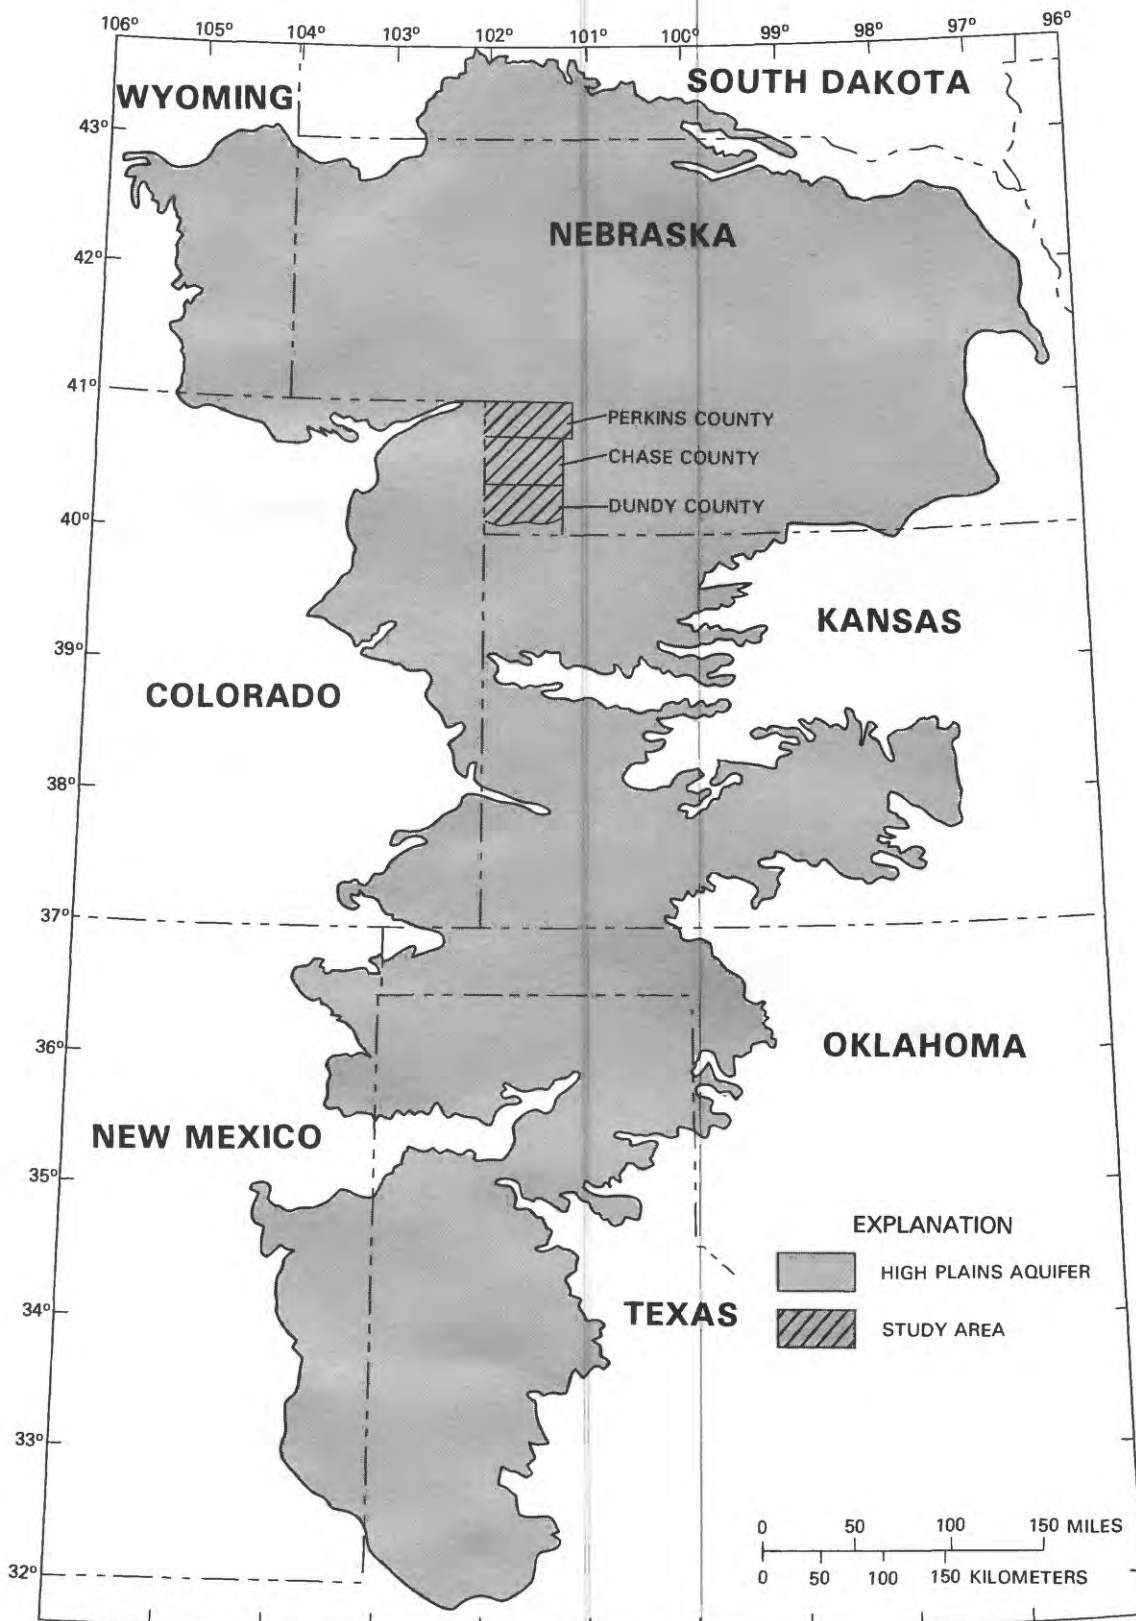 106° 105° 104° 103° 102° 101° 100° 99° 98° 97° 96°
WYOMING
SOUTH DAKOTA
43°
NEBRASKA
42°
41°
PERKINS COUNTY
CHASE COUNTY
DUNDY COUNTY
40°
KANSAS
39°
COLORADO
38°
37°
36°
OKLAHOMA
NEW MEXICO
35°
EXPLANATION
HIGH PLAINS AQUIFER
34°
TEXAS
STUDY AREA
33°
0 50 100 150 MILES
32°
0 50 100 150 KILOMETERS